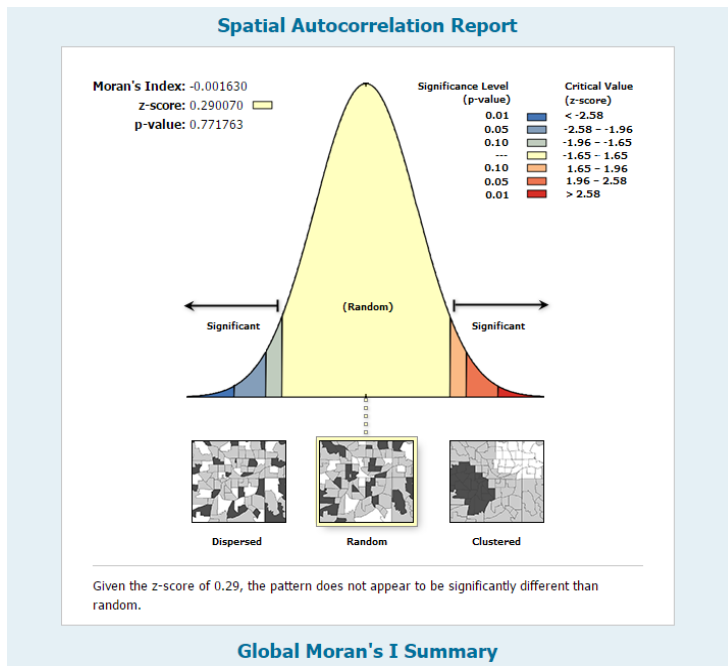 Spatial Autocorrelation Report
Moran's Index: -0.001630
z-score: 0.290070
p-value: 0.771763
Significance Level
(p-value)
Critical Value
(z-score)
0.01 < -2.58
0.05 -2.58 – -1.96
0.10 -1.96 – -1.65
--- -1.65 – 1.65
0.10 1.65 – 1.96
0.05 1.96 – 2.58
0.01 > 2.58
(Random)
Significant
Significant
Dispersed
Random
Clustered
Given the z-score of 0.29, the pattern does not appear to be significantly different than
random.
Global Moran's I Summary